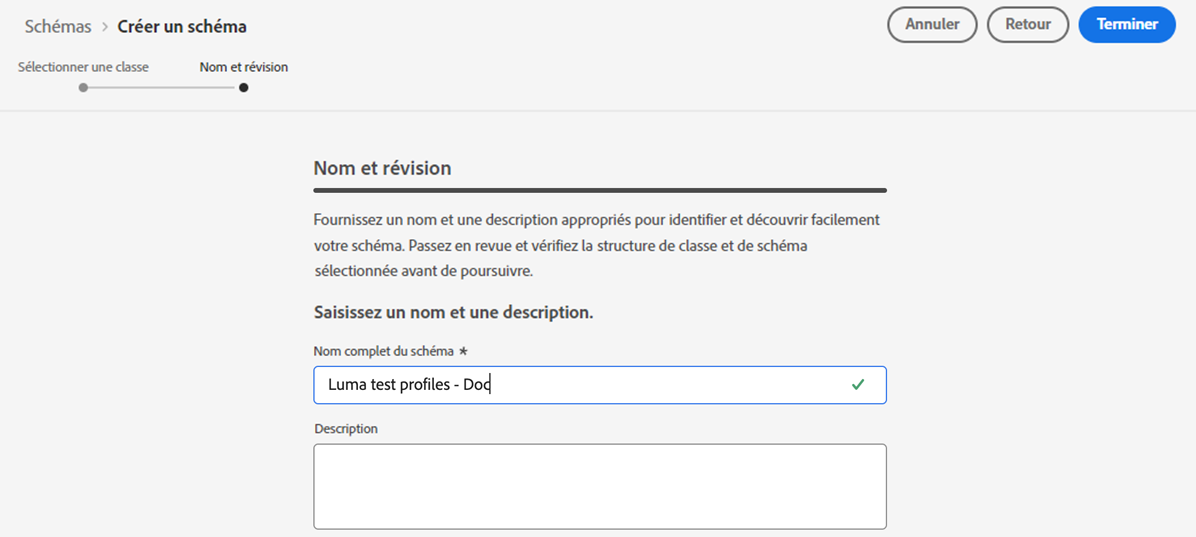 Schémas > Créer un schéma
Annuler
Retour
Terminer
Sélectionner une classe
Nom et révision
Nom et révision
Fournissez un nom et une description appropriés pour identifier et découvrir facilement
votre schéma. Passez en revue et vérifiez la structure de classe et de schéma
sélectionnée avant de poursuivre.
Saisissez un nom et une description.
Nom complet du schéma *
Luma test profiles - Doc
Description